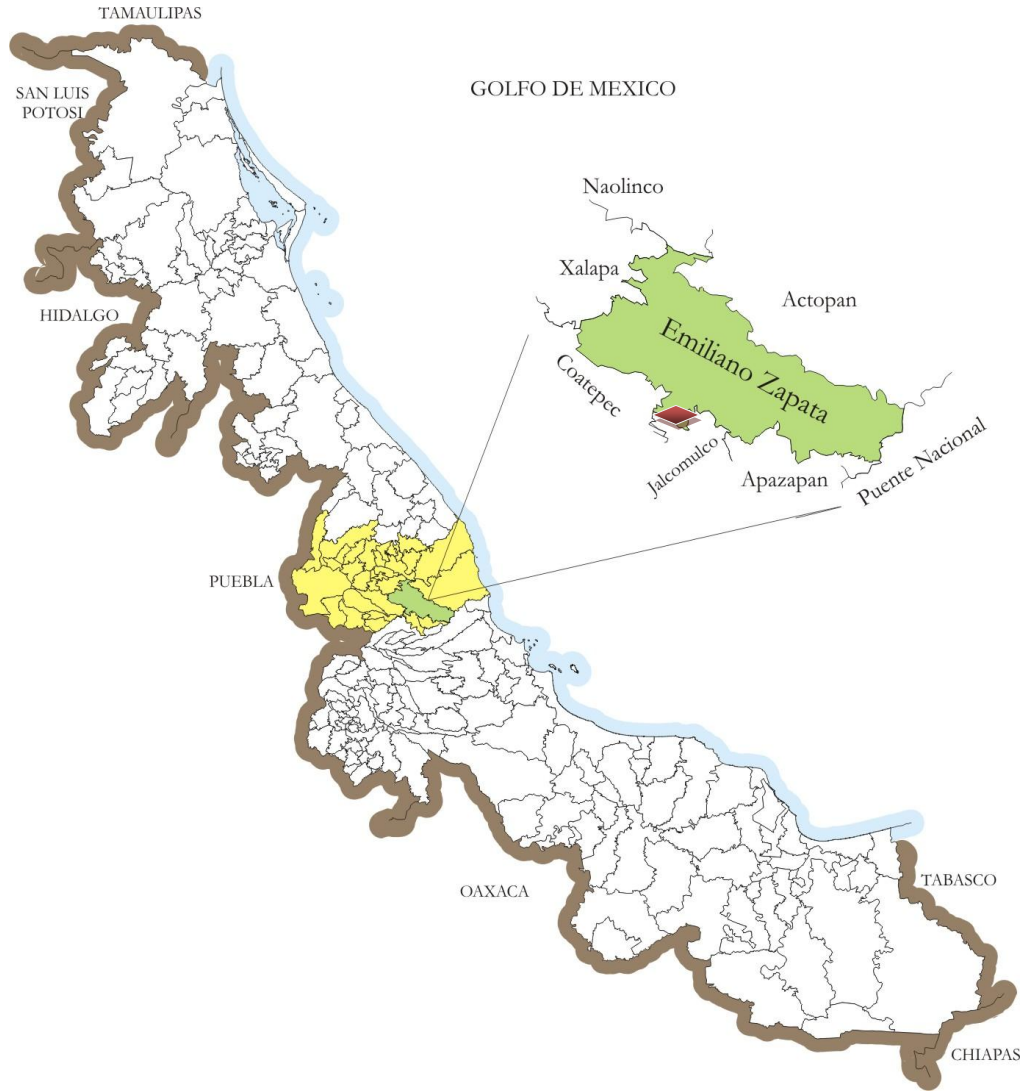 TAMAULIPAS
SAN LUIS
POTOSI
GOLFO DE MEXICO
Naolinco
Xalapa
Actopan
HIDALGO
Emiliano Zapata
Coatepec
Jalcomulco
Apazapan
Puente Nacional
PUEBLA
OAXACA
TABASCO
CHIAPAS